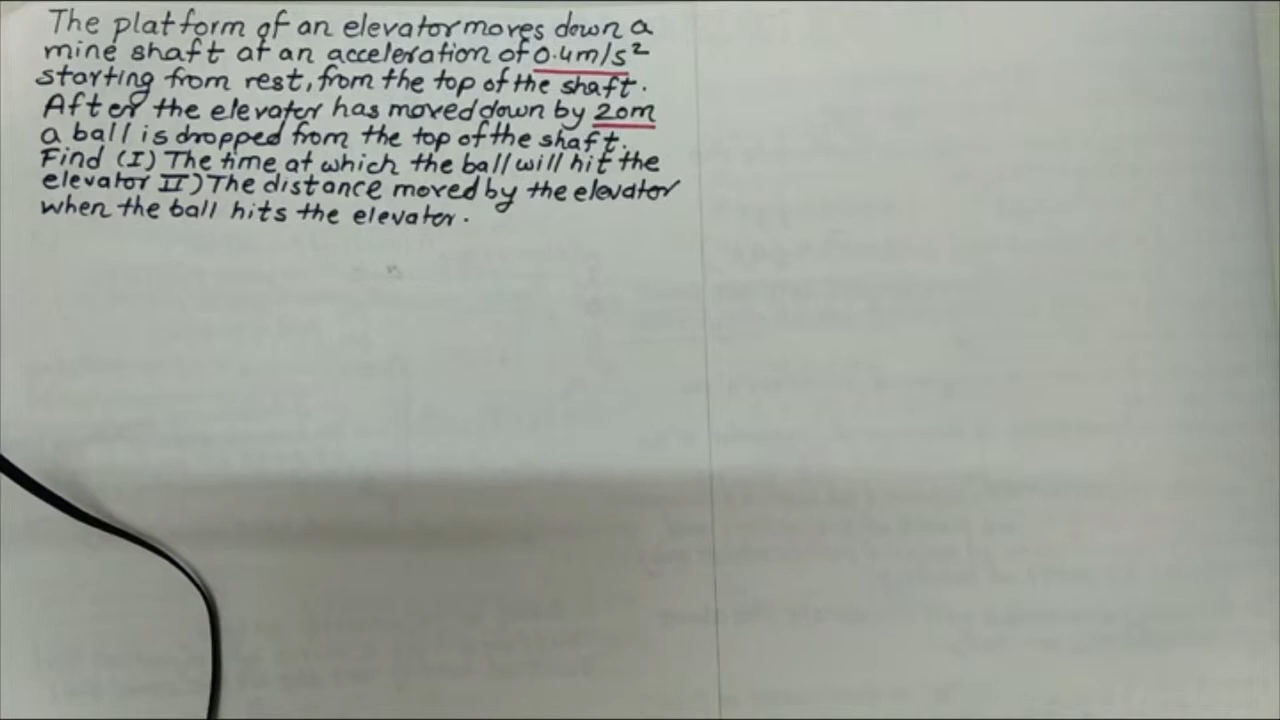 The platform of an elevator moves down a
mine shaft at an acceleration of 0.4m/s²
starting from rest, from the top of the shaft.
After the elevator has moved down by 20m
a ball is dropped from the top of the shaft.
Find (I) The time at which the ball will hit the
elevator II) The distance moved by the elevator
when the ball hits the elevator.